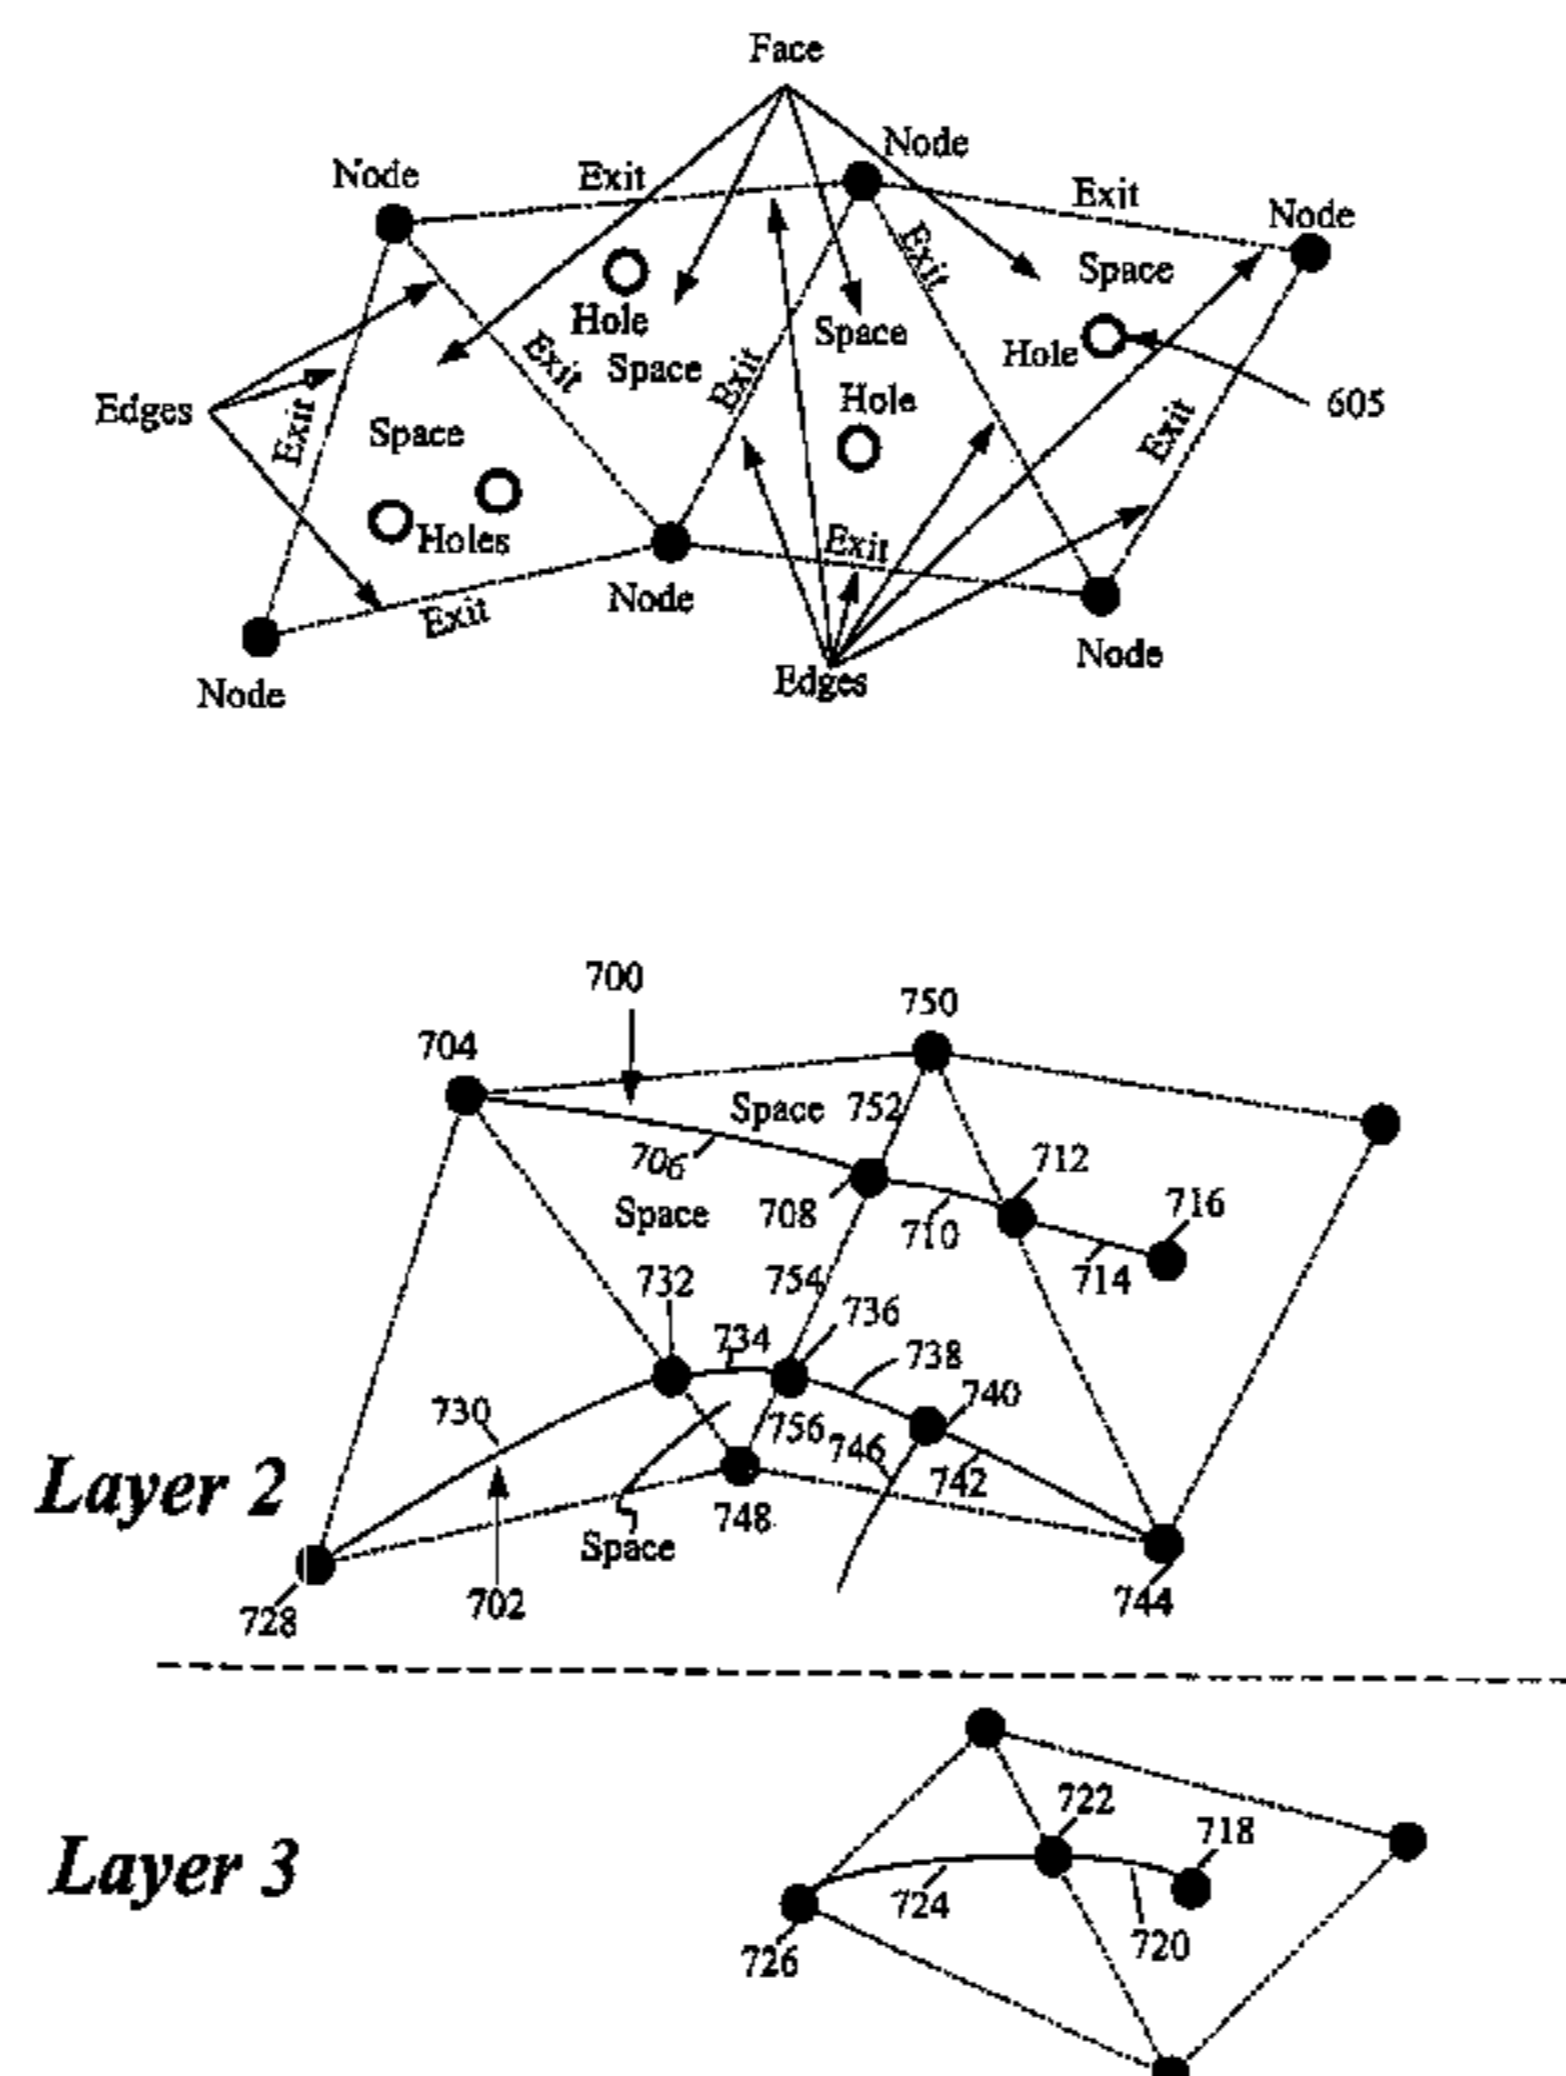 Face
Node
Node
Exit
Exit
Node
Exit
Space
Hole
Space
Exit
Space
Exit
Hole
Hole
605
Edges
Exit
Exit
Space
Holes
Exit
Node
Exit
Node
Edges
Node
700
750
704
Space
752
706
712
Space
708
710
716
732
754
714
736
734
738
730
740
756
746
742
Layer 2
748
Space
702
744
728
722
718
Layer 3
724
720
726